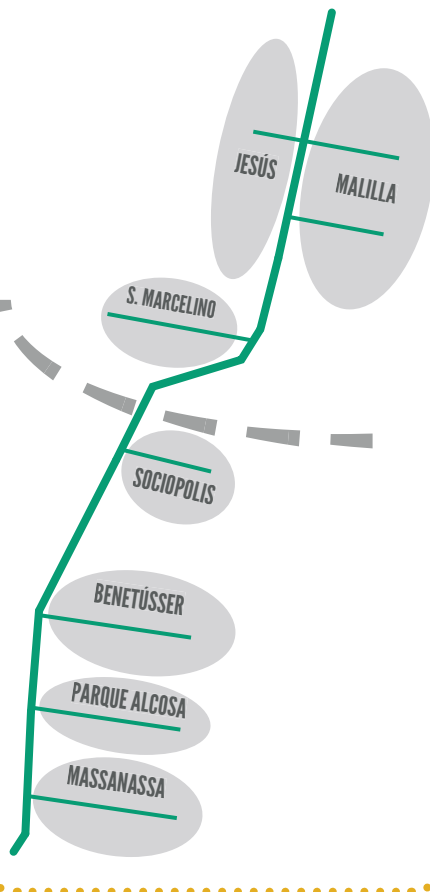 JESÚS
MALILLA
S. MARCELINO
SOCIOPOLIS
BENETÚSSER
PARQUE ALCOSA
MASSANASSA